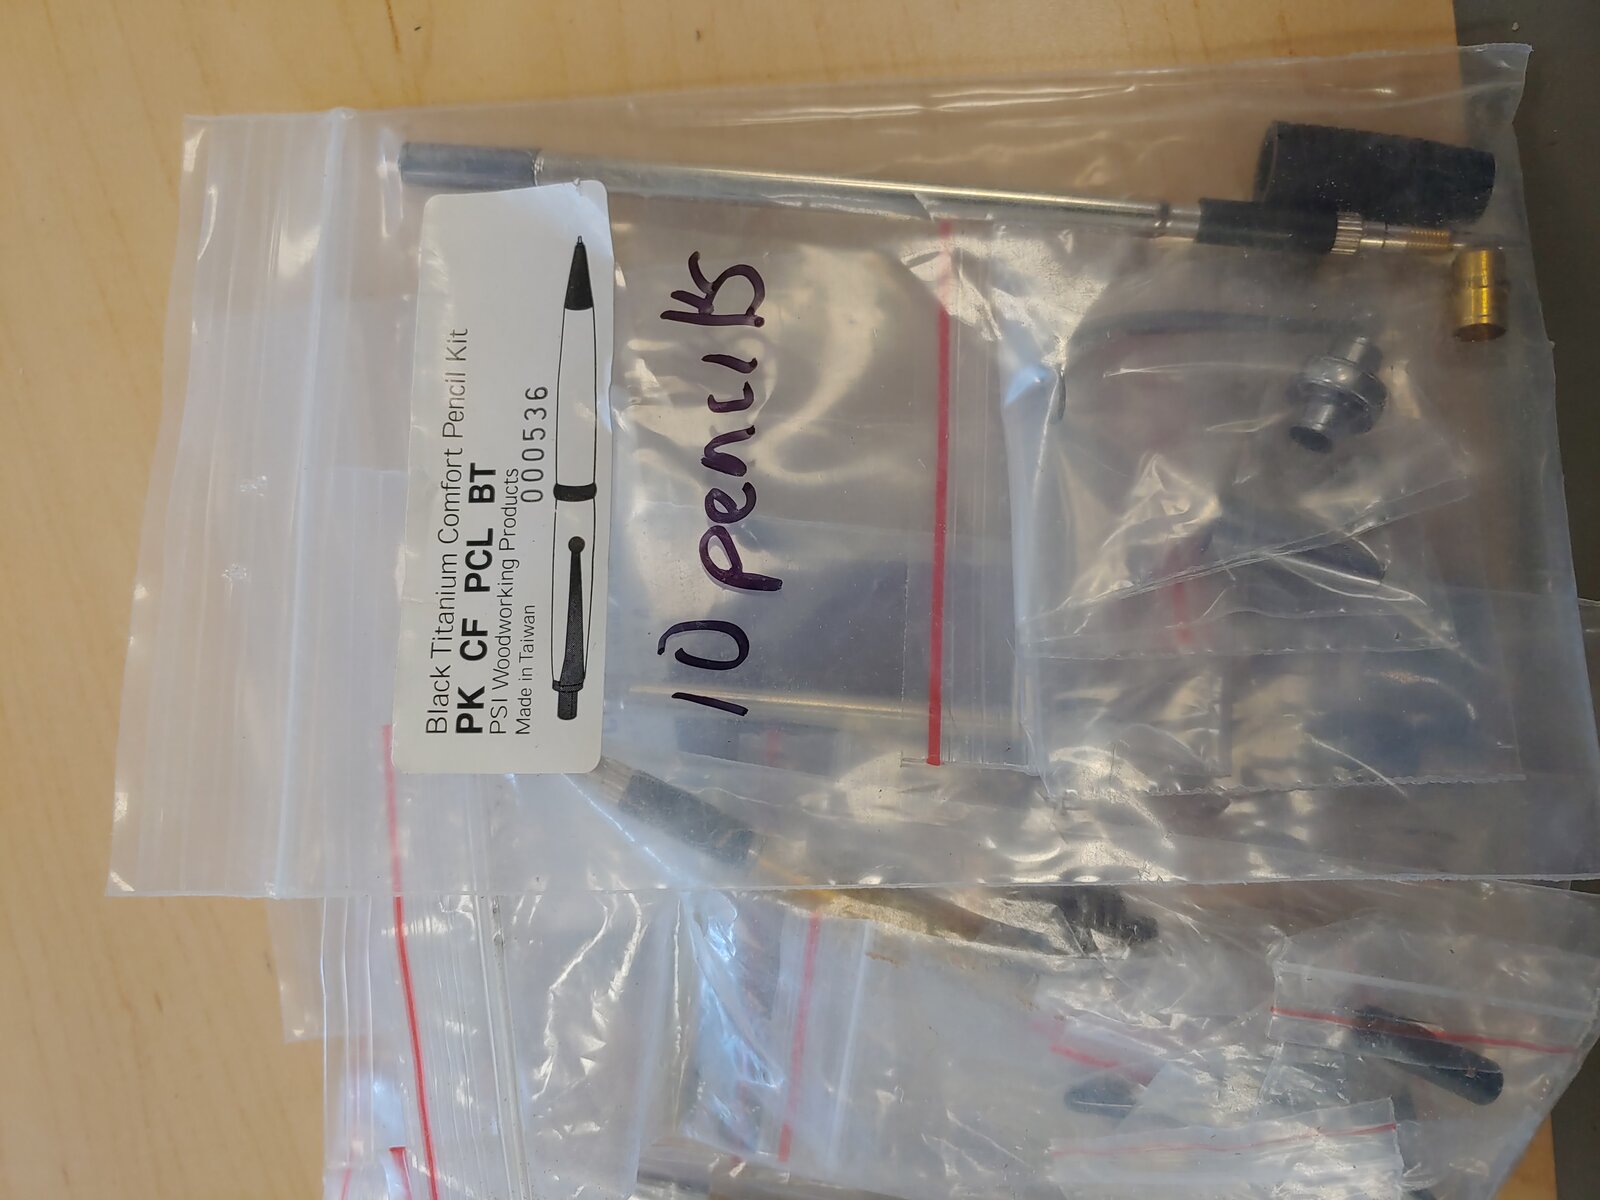 Black Titanium Comfort Pencil Kit
PK CF PCL BT
PSI Woodworking Products
Made in Taiwan
000536
10 pencils